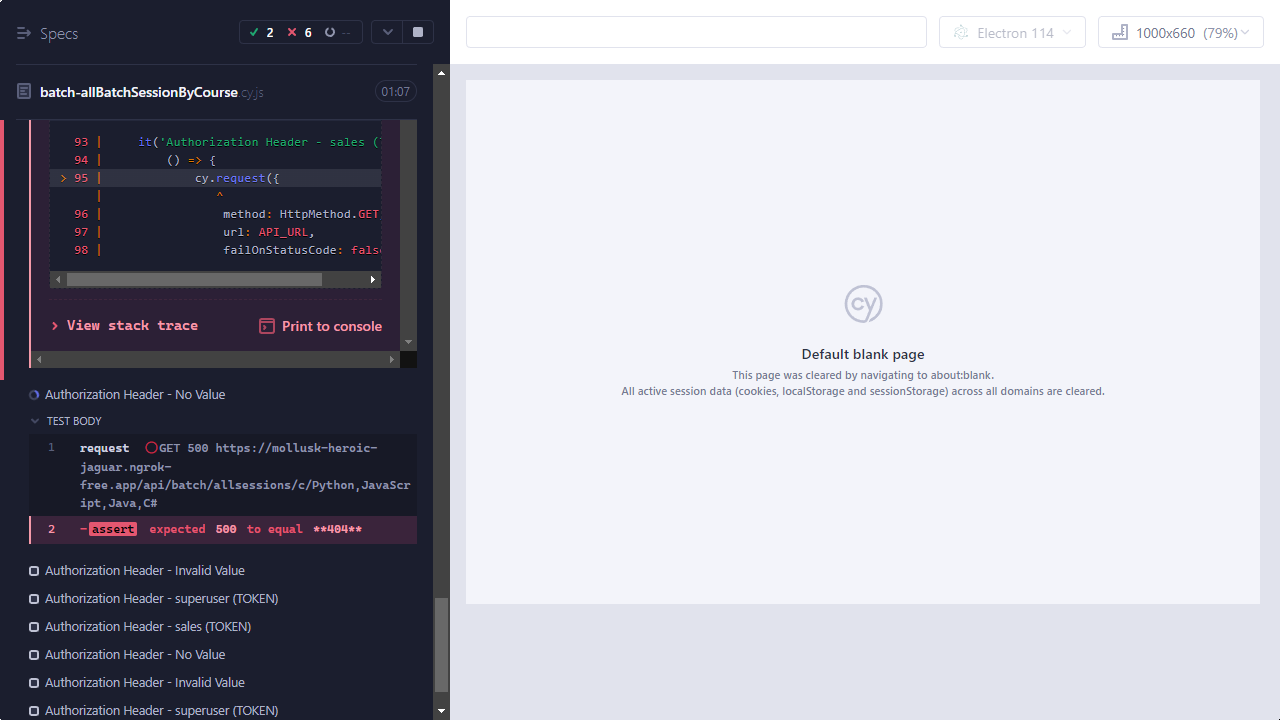 Specs
2
6
--
batch-allBatchSessionByCourse.cy.js
01:07
93 | it('Authorization Header - sales (
94 | () => {
> 95 | cy.request({
| ^
96 | method: HttpMethod.GET
97 | url: API_URL,
98 | failOnStatusCode: false
View stack trace
Print to console
Authorization Header - No Value
TEST BODY
1 request GET 500 https://mollusk-heroic-
jaguar.ngrok-
free.app/api/batch/allsessions/c/Python,JavaScr
ipt,Java,C#
2 -assert expected 500 to equal **404**
Authorization Header - Invalid Value
Authorization Header - superuser (TOKEN)
Authorization Header - sales (TOKEN)
Authorization Header - No Value
Authorization Header - Invalid Value
Authorization Header - superuser (TOKEN)
Electron 114
1000x660 (79%)
cy
Default blank page
This page was cleared by navigating to about:blank.
All active session data (cookies, localStorage and sessionStorage) across all domains are cleared.